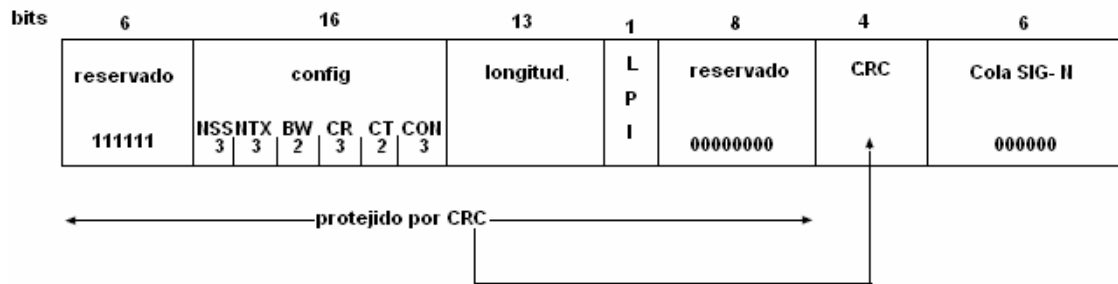 bits 6 16 13 1 8 4 6
reservado config longitud. L P I reservado CRC Cola SIG- N
NSS NTX BW CR CT CON
3 3 2 3 2 3
111111 00000000 000000
protejido por CRC